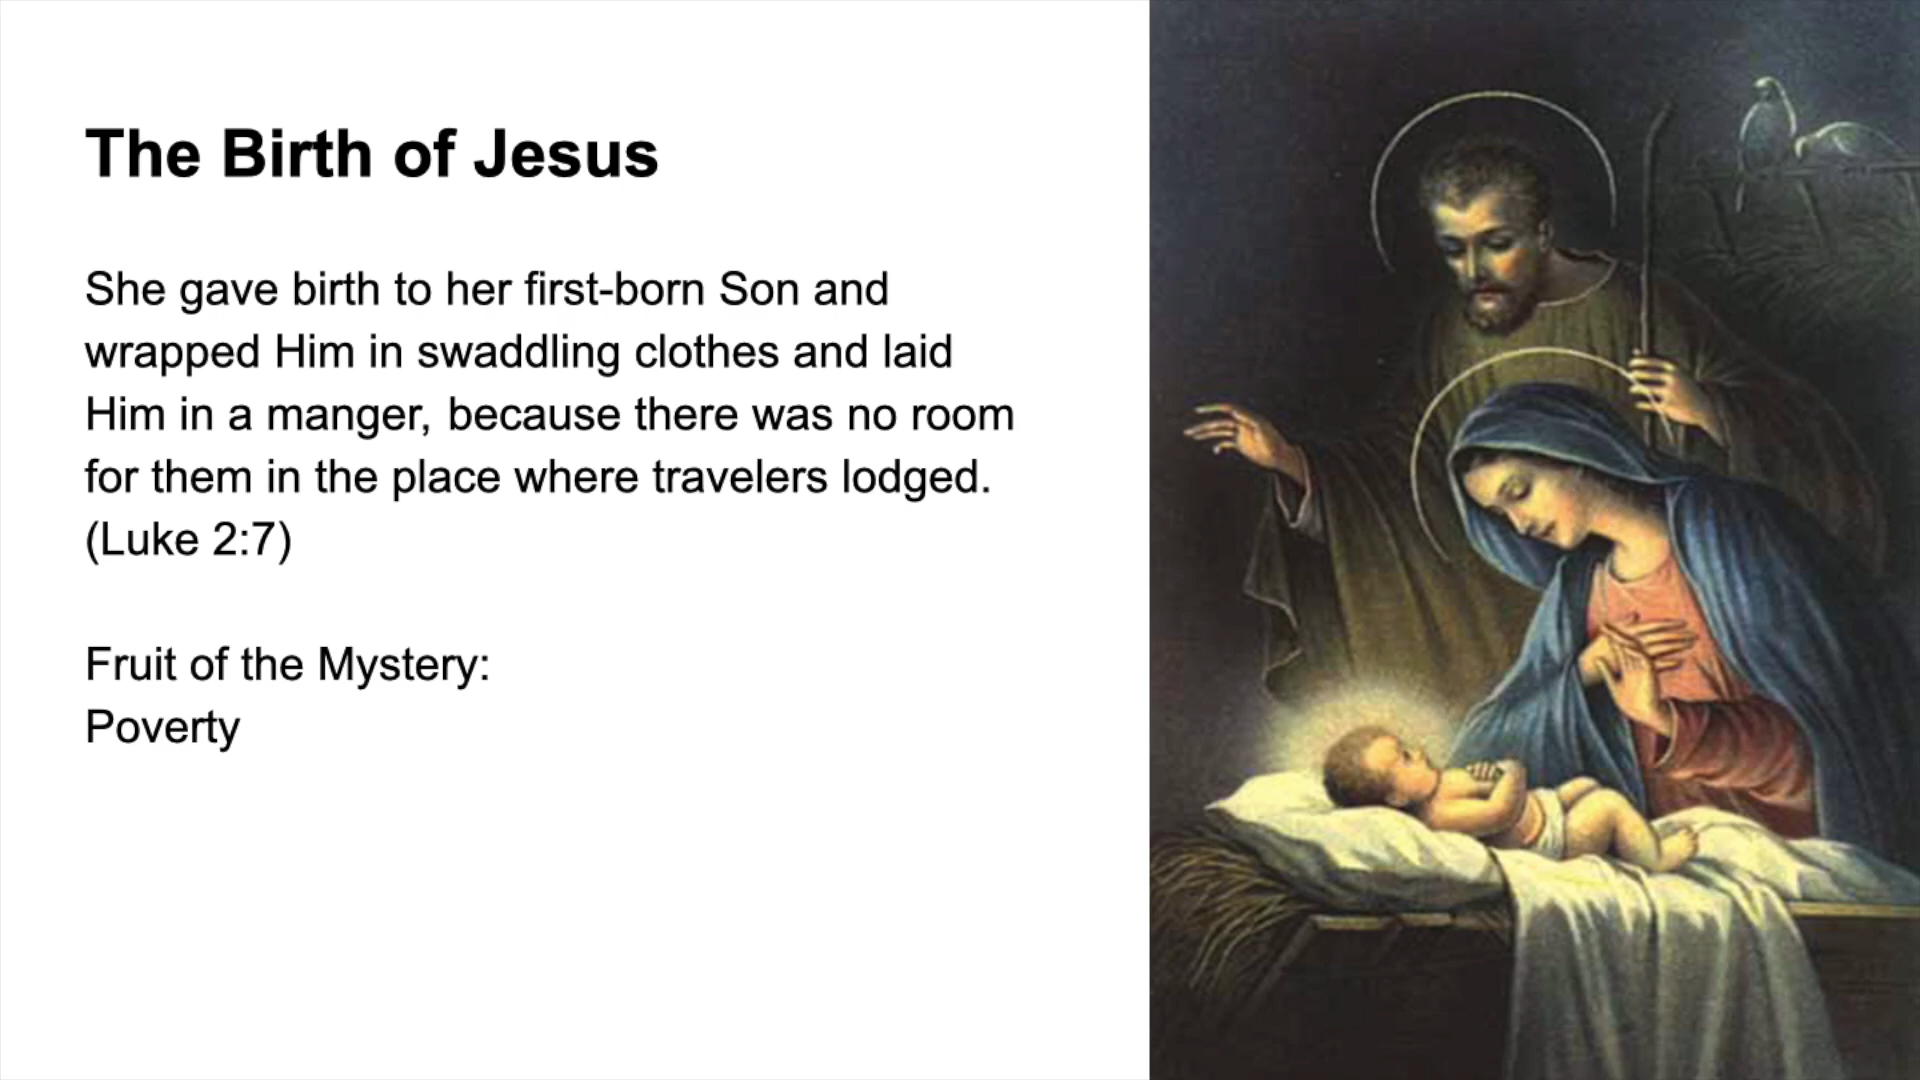 The Birth of Jesus
She gave birth to her first-born Son and
wrapped Him in swaddling clothes and laid
Him in a manger, because there was no room
for them in the place where travelers lodged.
(Luke 2:7)
Fruit of the Mystery:
Poverty